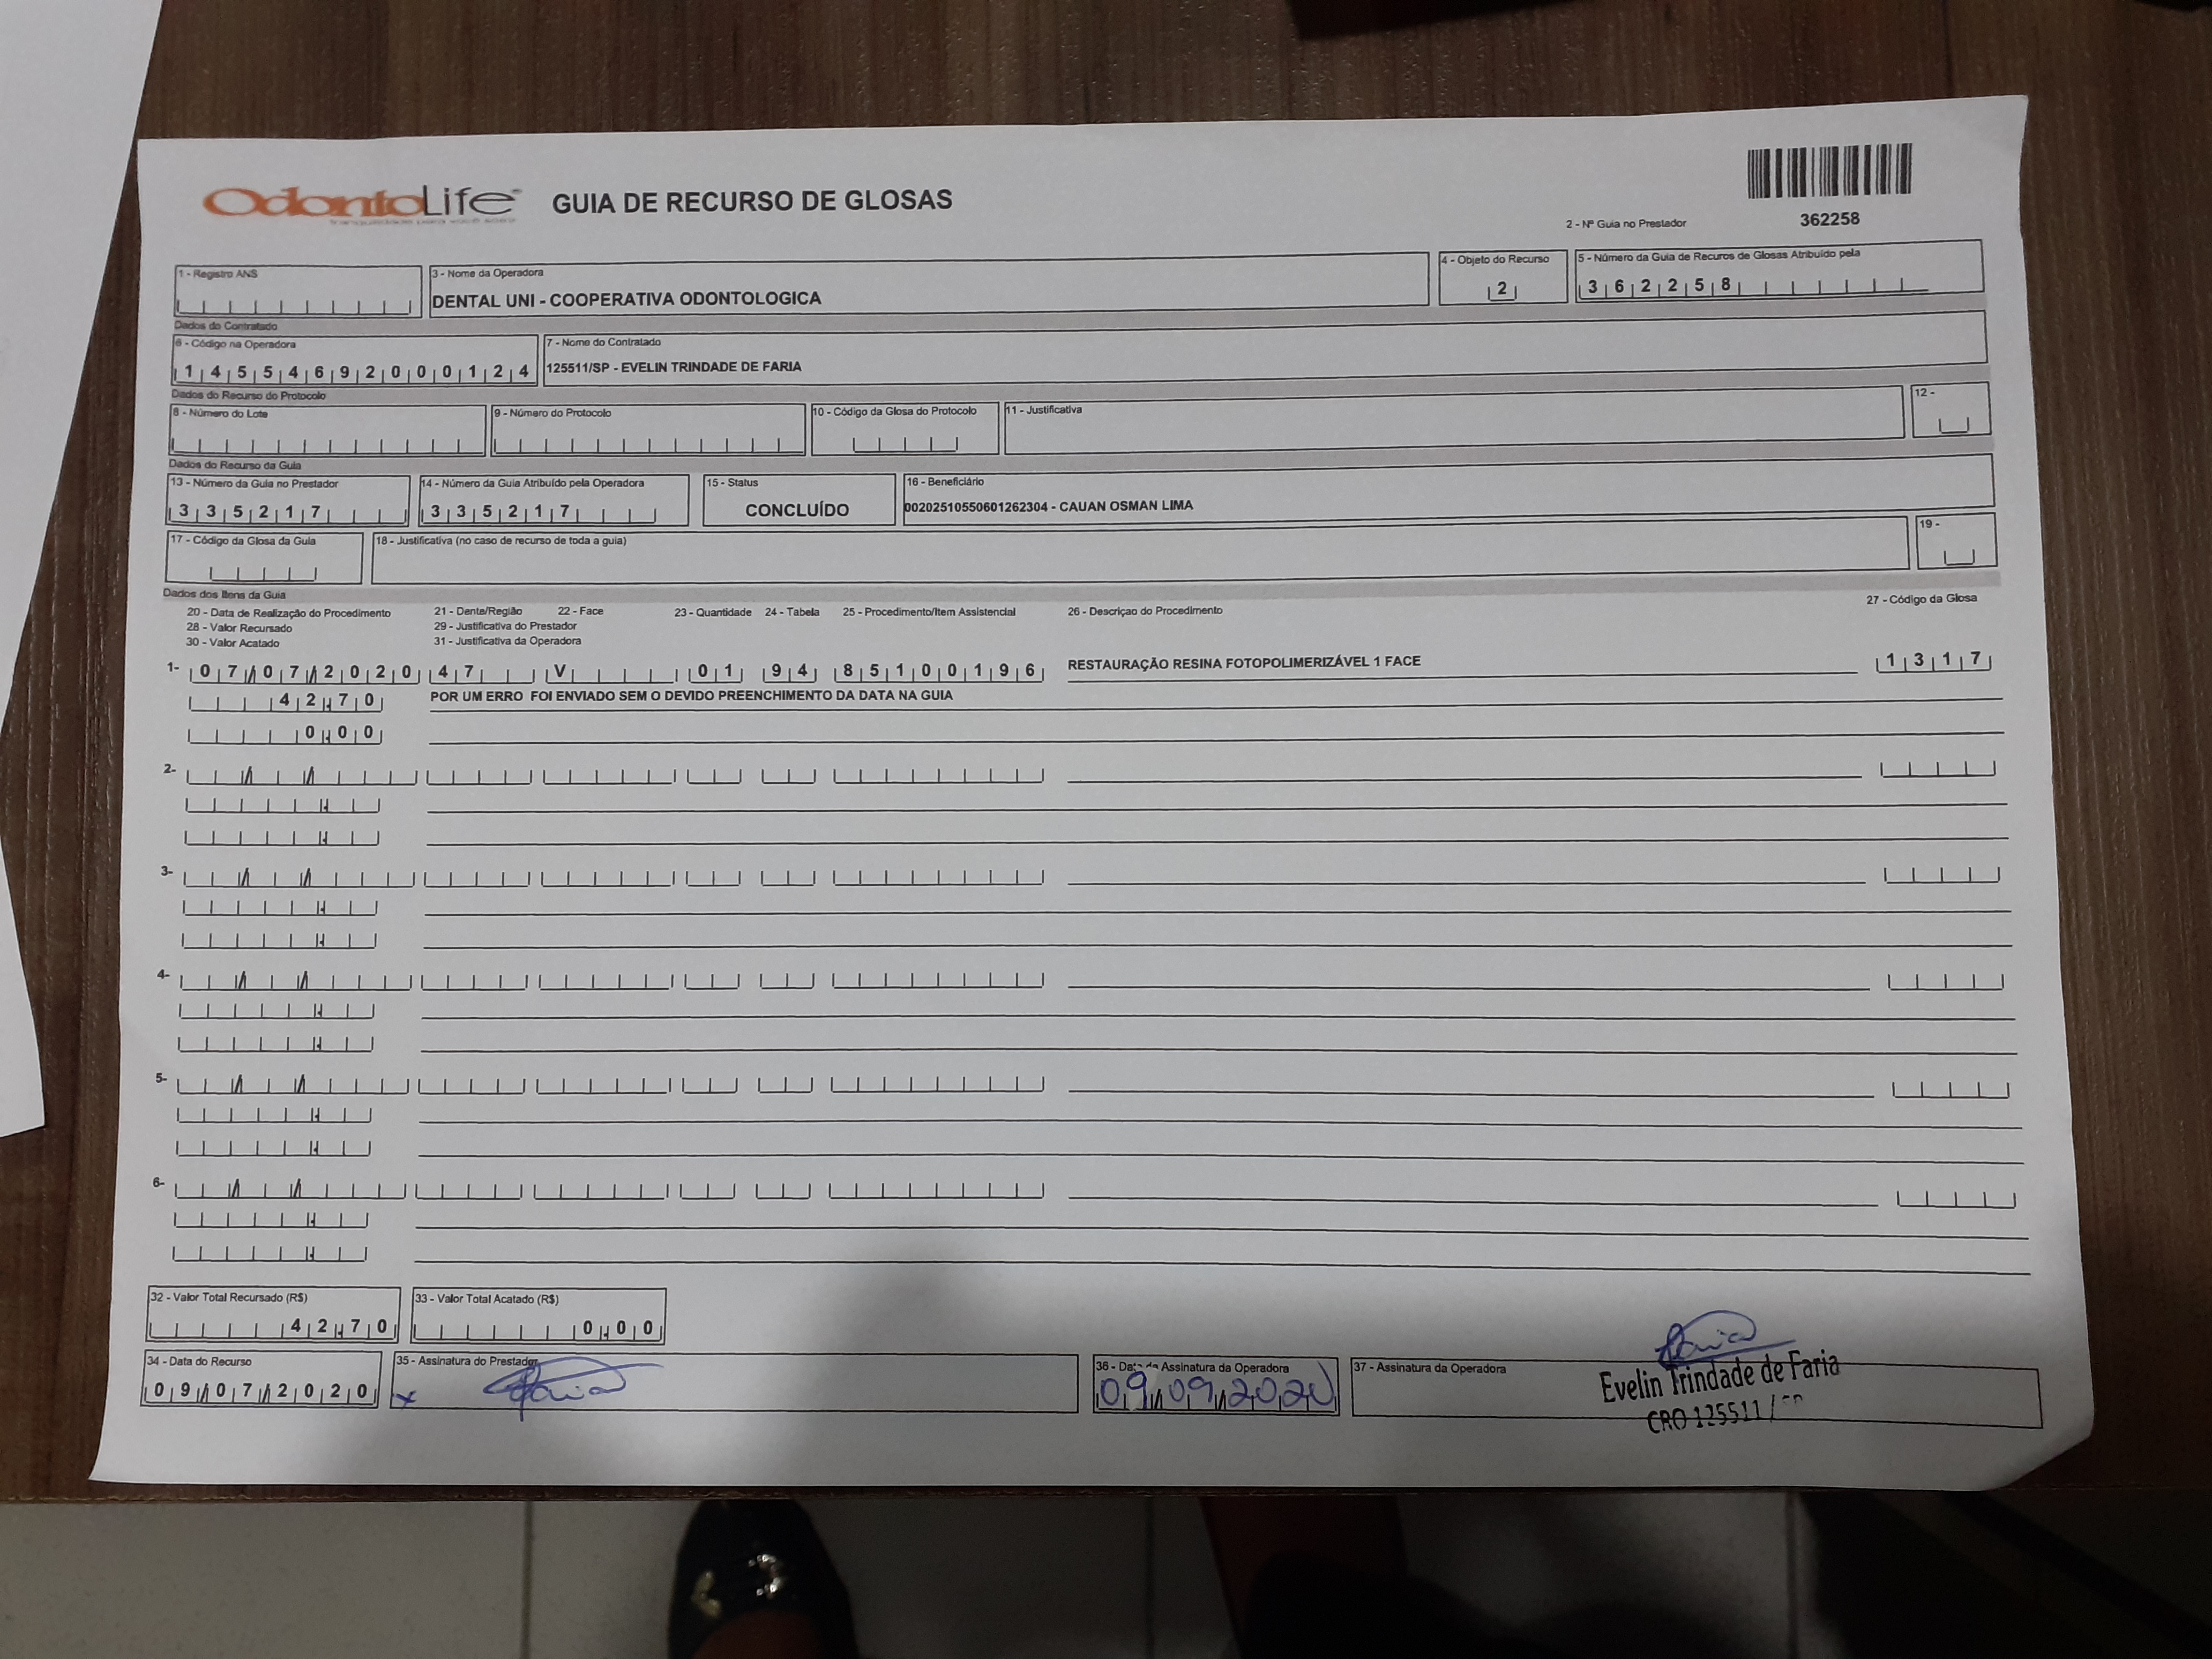 OdontoLife
GUIA DE RECURSO DE GLOSAS
2 - Nº Guia no Prestador
362258
1 - Registro ANS
3 - Nome da Operadora
DENTAL UNI - COOPERATIVA ODONTOLOGICA
4 - Objeto do Recurso
2
5 - Número da Guia de Recuros de Glosas Atribuído pela
362258
Dados do Contratado
6 - Código na Operadora
14554692000124
7 - Nome do Contratado
125511/SP - EVELIN TRINDADE DE FARIA
Dados do Recurso do Protocolo
8 - Número do Lote
9 - Número do Protocolo
10 - Código da Glosa do Protocolo
11 - Justificativa
12 -
Dados do Recurso da Guia
13 - Número da Guia no Prestador
335217
14 - Número da Guia Atribuído pela Operadora
335217
15 - Status
CONCLUÍDO
16 - Beneficiário
00202510550601262304 - CAUAN OSMAN LIMA
17 - Código da Glosa da Guia
18 - Justificativa (no caso de recurso de toda a guia)
19 -
Dados dos Itens da Guia
20 - Data de Realização do Procedimento 21 - Dente/Região 22 - Face 23 - Quantidade 24 - Tabela 25 - Procedimento/Item Assistencial 26 - Descriçao do Procedimento 27 - Código da Glosa
28 - Valor Recursado 29 - Justificativa do Prestador
30 - Valor Acatado 31 - Justificativa da Operadora
1- 07/07/2020 47 V 01 94 85100196 RESTAURAÇÃO RESINA FOTOPOLIMERIZÁVEL 1 FACE 1317
42,70 POR UM ERRO FOI ENVIADO SEM O DEVIDO PREENCHIMENTO DA DATA NA GUIA
0,00
2-
3-
4-
5-
6-
32 - Valor Total Recursado (R$)
42,70
33 - Valor Total Acatado (R$)
0,00
34 - Data do Recurso
09/07/2020
35 - Assinatura do Prestador
x Faria
36 - Data da Assinatura da Operadora
09/09/2020
37 - Assinatura da Operadora
Faria
Evelin Trindade de Faria
CRO 125511 /